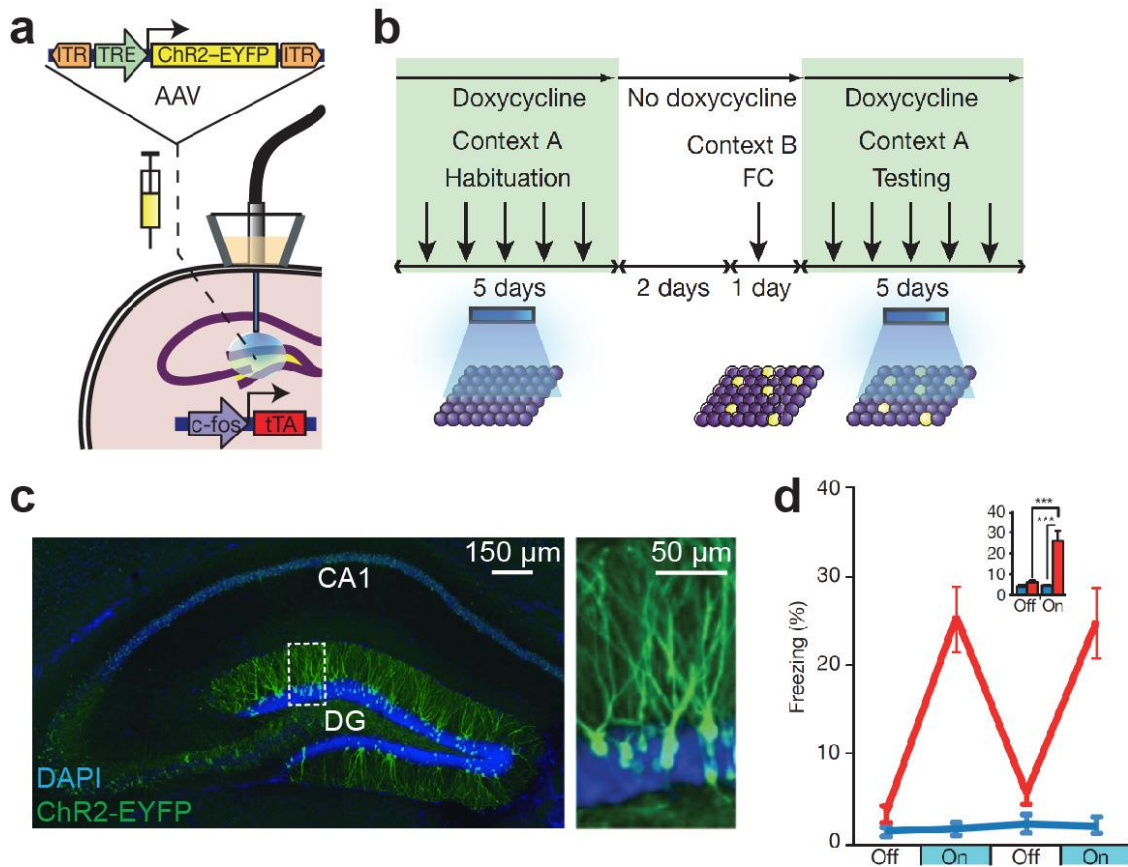 a
ITR TRE ChR2–EYFP ITR
AAV
c-fos tTA
b
Doxycycline No doxycycline Doxycycline
Context A Context B Context A
Habituation FC Testing
5 days 2 days 1 day 5 days
c
150 µm 50 µm
CA1
DG
DAPI
ChR2-EYFP
d
40
30
20
10
0
Freezing (%)
Off On Off On
40
30
20
10
0
***
***
Off On